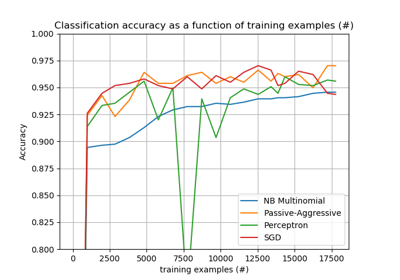 Classification accuracy as a function of training examples (#)
1.000
0.975
0.950
0.925
0.900
0.875
0.850
0.825
0.800
Accuracy
NB Multinomial
Passive-Aggressive
Perceptron
SGD
0 2500 5000 7500 10000 12500 15000 17500
training examples (#)